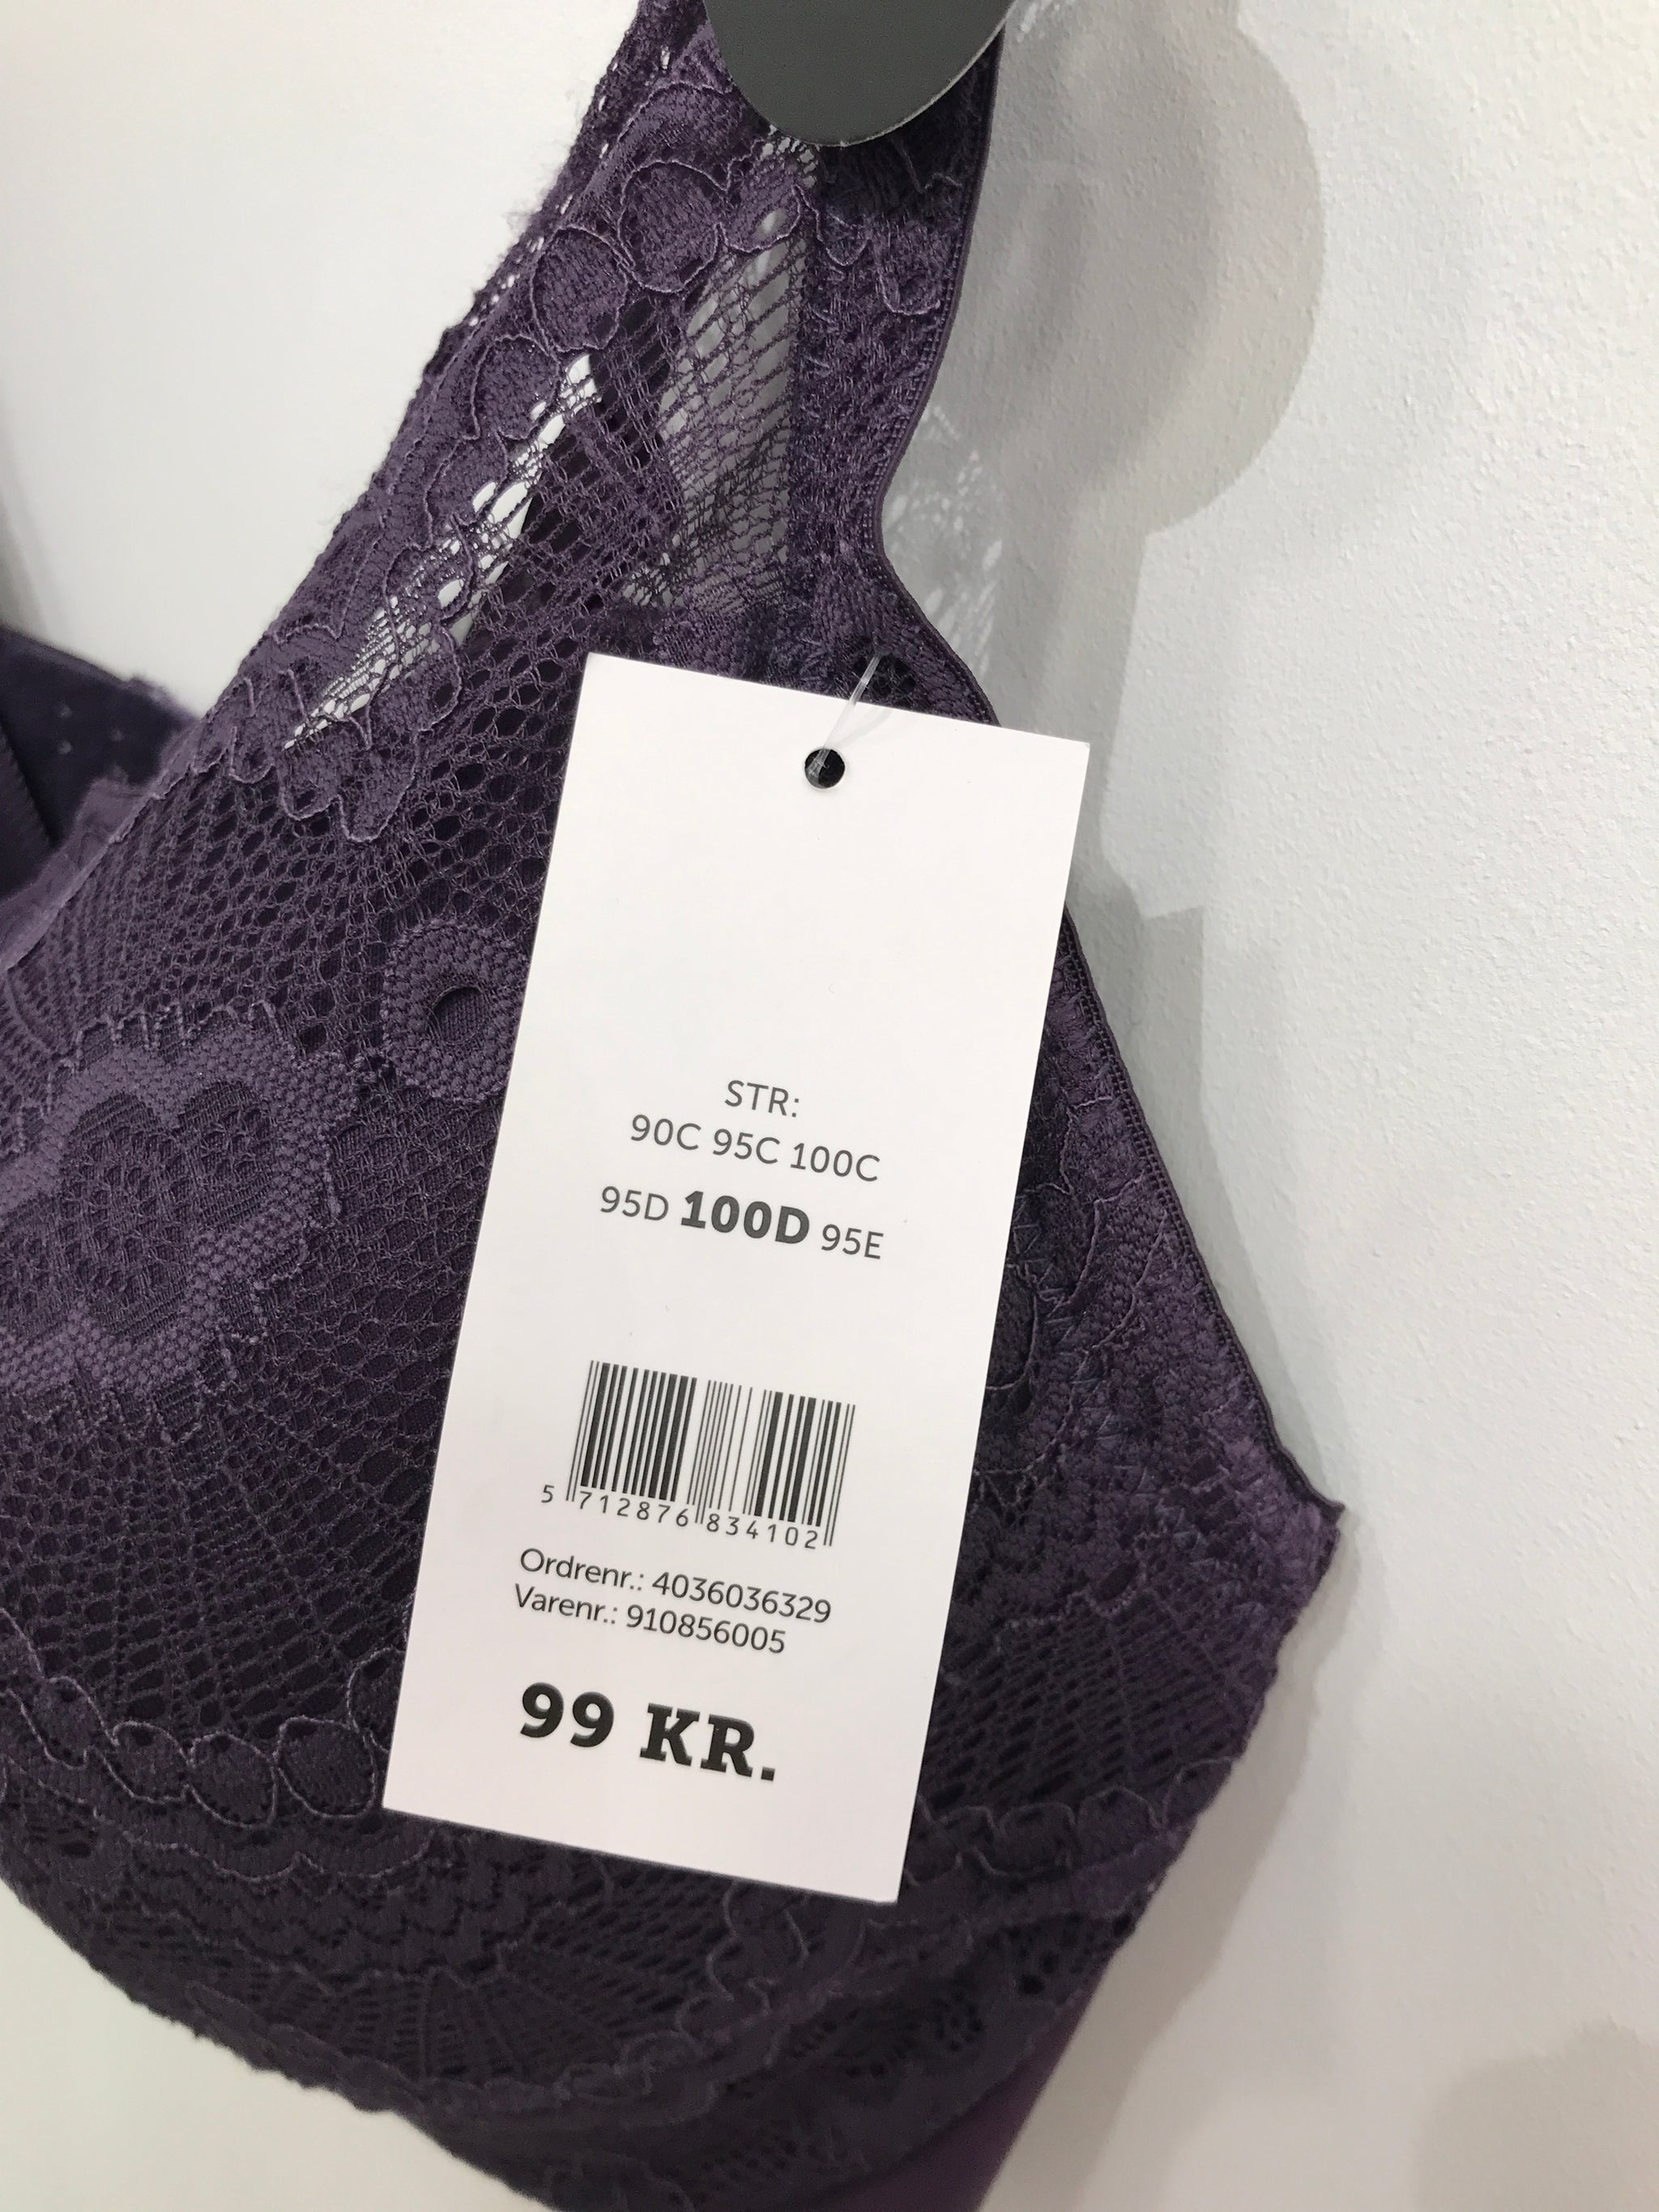 STR:
90C 95C 100C
95D 100D 95E
5 712876 834102
Ordrenr.: 4036036329
Varenr.: 910856005
99 KR.